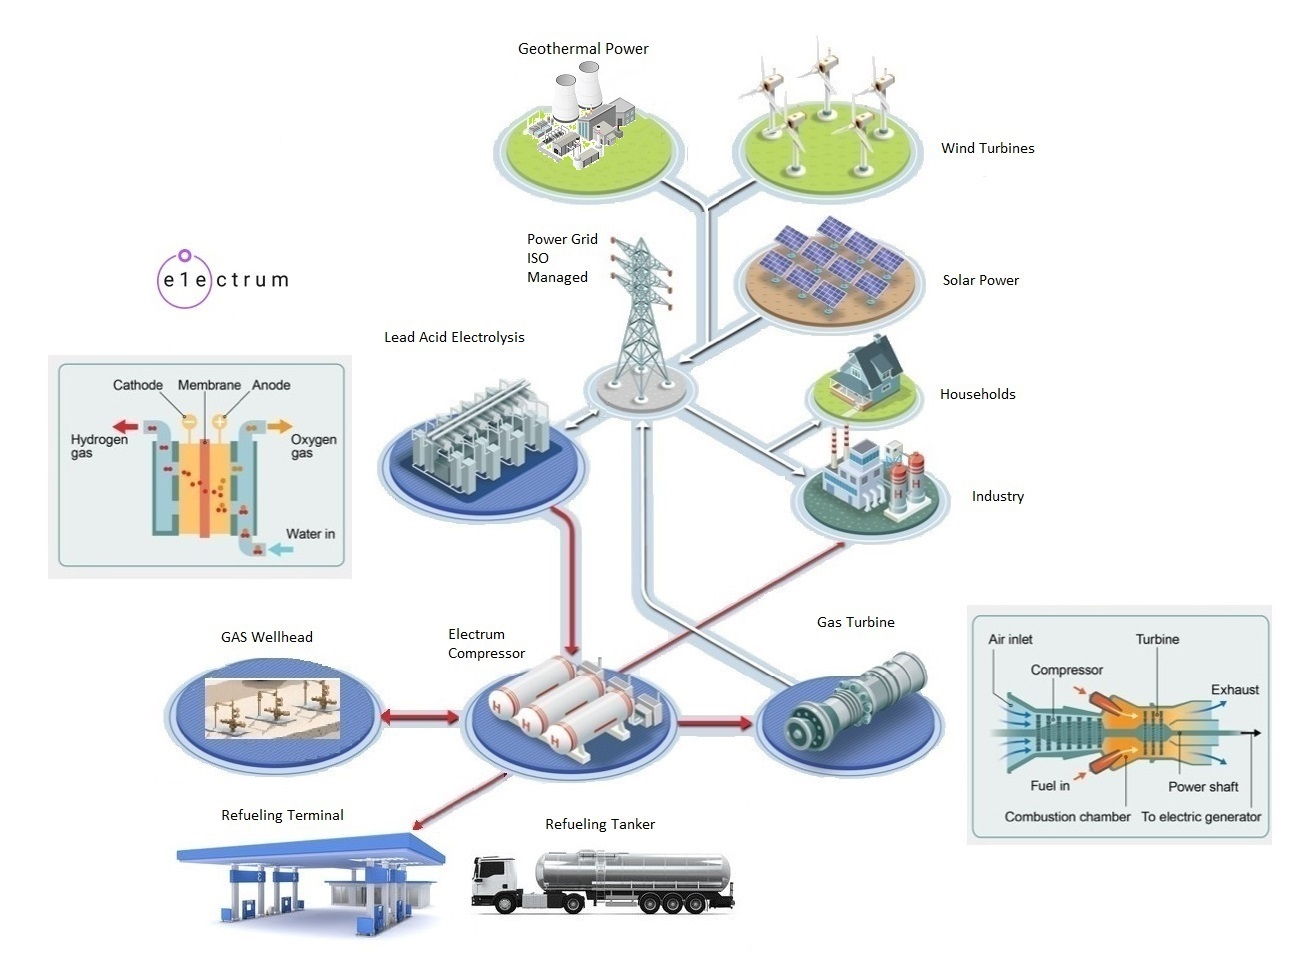 Geothermal Power
Wind Turbines
Power Grid
ISO
Managed
Solar Power
e1ectrum
Lead Acid Electrolysis
Cathode Membrane Anode
Hydrogen
gas
Oxygen
gas
Water in
Households
H H
Industry
GAS Wellhead
Electrum
Compressor
Gas Turbine
H
H
H
Air inlet
Turbine
Compressor
Exhaust
Fuel in
Power shaft
Combustion chamber
To electric generator
Refueling Terminal
Refueling Tanker